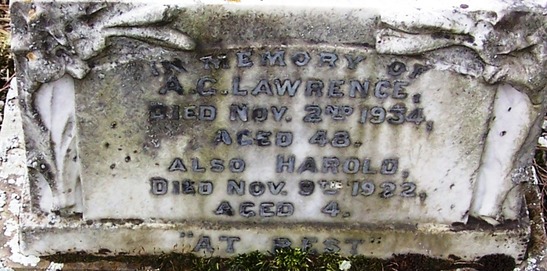 IN MEMORY OF
A.C. LAWRENCE,
DIED NOV. 2ND 1934,
AGED 48.
ALSO HAROLD,
DIED NOV. 9TH 1922,
AGED 4.
"AT REST"